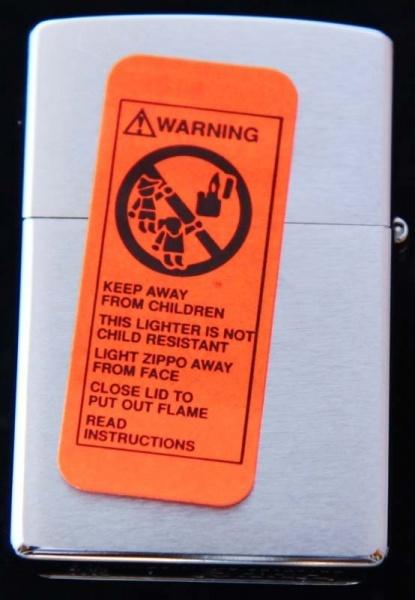 WARNING
KEEP AWAY
FROM CHILDREN
THIS LIGHTER IS NOT
CHILD RESISTANT
LIGHT ZIPPO AWAY
FROM FACE
CLOSE LID TO
PUT OUT FLAME
READ
INSTRUCTIONS